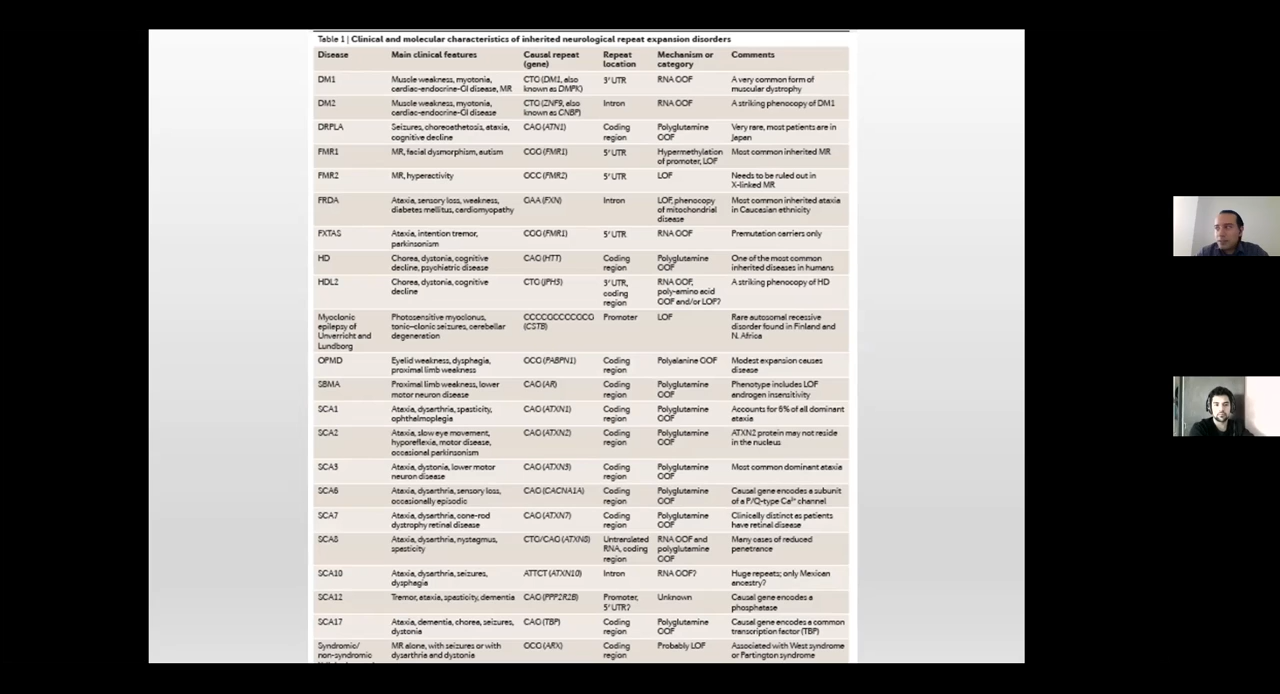 Table 1 | Clinical and molecular characteristics of inherited neurological repeat expansion disorders
Disease Main clinical features Causal repeat Repeat Mechanism or Comments
(gene) location category
DM1 Muscle weakness, myotonia, CTG (DM1, also 3'UTR RNA GOF A very common form of
cardiac-endocrine-GI disease, MR known as DMPK) muscular dystrophy
DM2 Muscle weakness, myotonia, CTG (ZNF9, also Intron RNA GOF A striking phenocopy of DM1
cardiac-endocrine-GI disease known as CNBP)
DRPLA Seizures, choreoathetosis, ataxia, CAG (ATN1) Coding Polyglutamine Very rare, most patients are in
cognitive decline region GOF Japan
FMR1 MR, facial dysmorphism, autism CGG (FMR1) 5'UTR Hypermethylation Most common inherited MR
of promoter, LOF
FMR2 MR, hyperactivity GCC (FMR2) 5'UTR LOF Needs to be ruled out in
X-linked MR
FRDA Ataxia, sensory loss, weakness, GAA (FXN) Intron LOF, phenocopy Most common inherited ataxia
diabetes mellitus, cardiomyopathy of mitochondrial in Caucasian ethnicity
disease
FXTAS Ataxia, intention tremor, CGG (FMR1) 5'UTR RNA GOF Premutation carriers only
parkinsonism
HD Chorea, dystonia, cognitive CAG (HTT) Coding Polyglutamine One of the most common
decline, psychiatric disease region GOF inherited diseases in humans
HDL2 Chorea, dystonia, cognitive CTG (JPH3) 3'UTR, RNA GOF, A striking phenocopy of HD
decline coding poly-amino acid
region GOF and/or LOF?
Myoclonic Photosensitive myoclonus, CCCCGCCCCGCG Promoter LOF Rare autosomal recessive
epilepsy of tonic–clonic seizures, cerebellar (CSTB) disorder found in Finland and
Unverricht and degeneration N. Africa
Lundborg
OPMD Eyelid weakness, dysphagia, GCG (PABPN1) Coding Polyalanine GOF Modest expansion causes
proximal limb weakness region disease
SBMA Proximal limb weakness, lower CAG (AR) Coding Polyglutamine Phenotype includes LOF
motor neuron disease region GOF androgen insensitivity
SCA1 Ataxia, dysarthria, spasticity, CAG (ATXN1) Coding Polyglutamine Accounts for 6% of all dominant
ophthalmoplegia region GOF ataxia
SCA2 Ataxia, slow eye movement, CAG (ATXN2) Coding Polyglutamine ATXN2 protein may not reside
hyporeflexia, motor disease, region GOF in the nucleus
occasional parkinsonism
SCA3 Ataxia, dystonia, lower motor CAG (ATXN3) Coding Polyglutamine Most common dominant ataxia
neuron disease region GOF
SCA6 Ataxia, dysarthria, sensory loss, CAG (CACNA1A) Coding Polyglutamine Causal gene encodes a subunit
occasionally episodic region GOF of a P/Q-type Ca²⁺ channel
SCA7 Ataxia, dysarthria, cone-rod CAG (ATXN7) Coding Polyglutamine Clinically distinct as patients
dystrophy retinal disease region GOF have retinal disease
SCA8 Ataxia, dysarthria, nystagmus, CTG/CAG (ATXN8) Untranslated RNA GOF and Many cases of reduced
spasticity RNA, coding polyglutamine penetrance
region GOF
SCA10 Ataxia, dysarthria, seizures, ATTCT (ATXN10) Intron RNA GOF? Huge repeats; only Mexican
dysphagia ancestry?
SCA12 Tremor, ataxia, spasticity, dementia CAG (PPP2R2B) Promoter, Unknown Causal gene encodes a
5'UTR? phosphatase
SCA17 Ataxia, dementia, chorea, seizures, CAG (TBP) Coding Polyglutamine Causal gene encodes a common
dystonia region GOF transcription factor (TBP)
Syndromic/ MR alone, with seizures or with GCG (ARX) Coding Probably LOF Associated with West syndrome
non-syndromic dysarthria and dystonia region or Partington syndrome